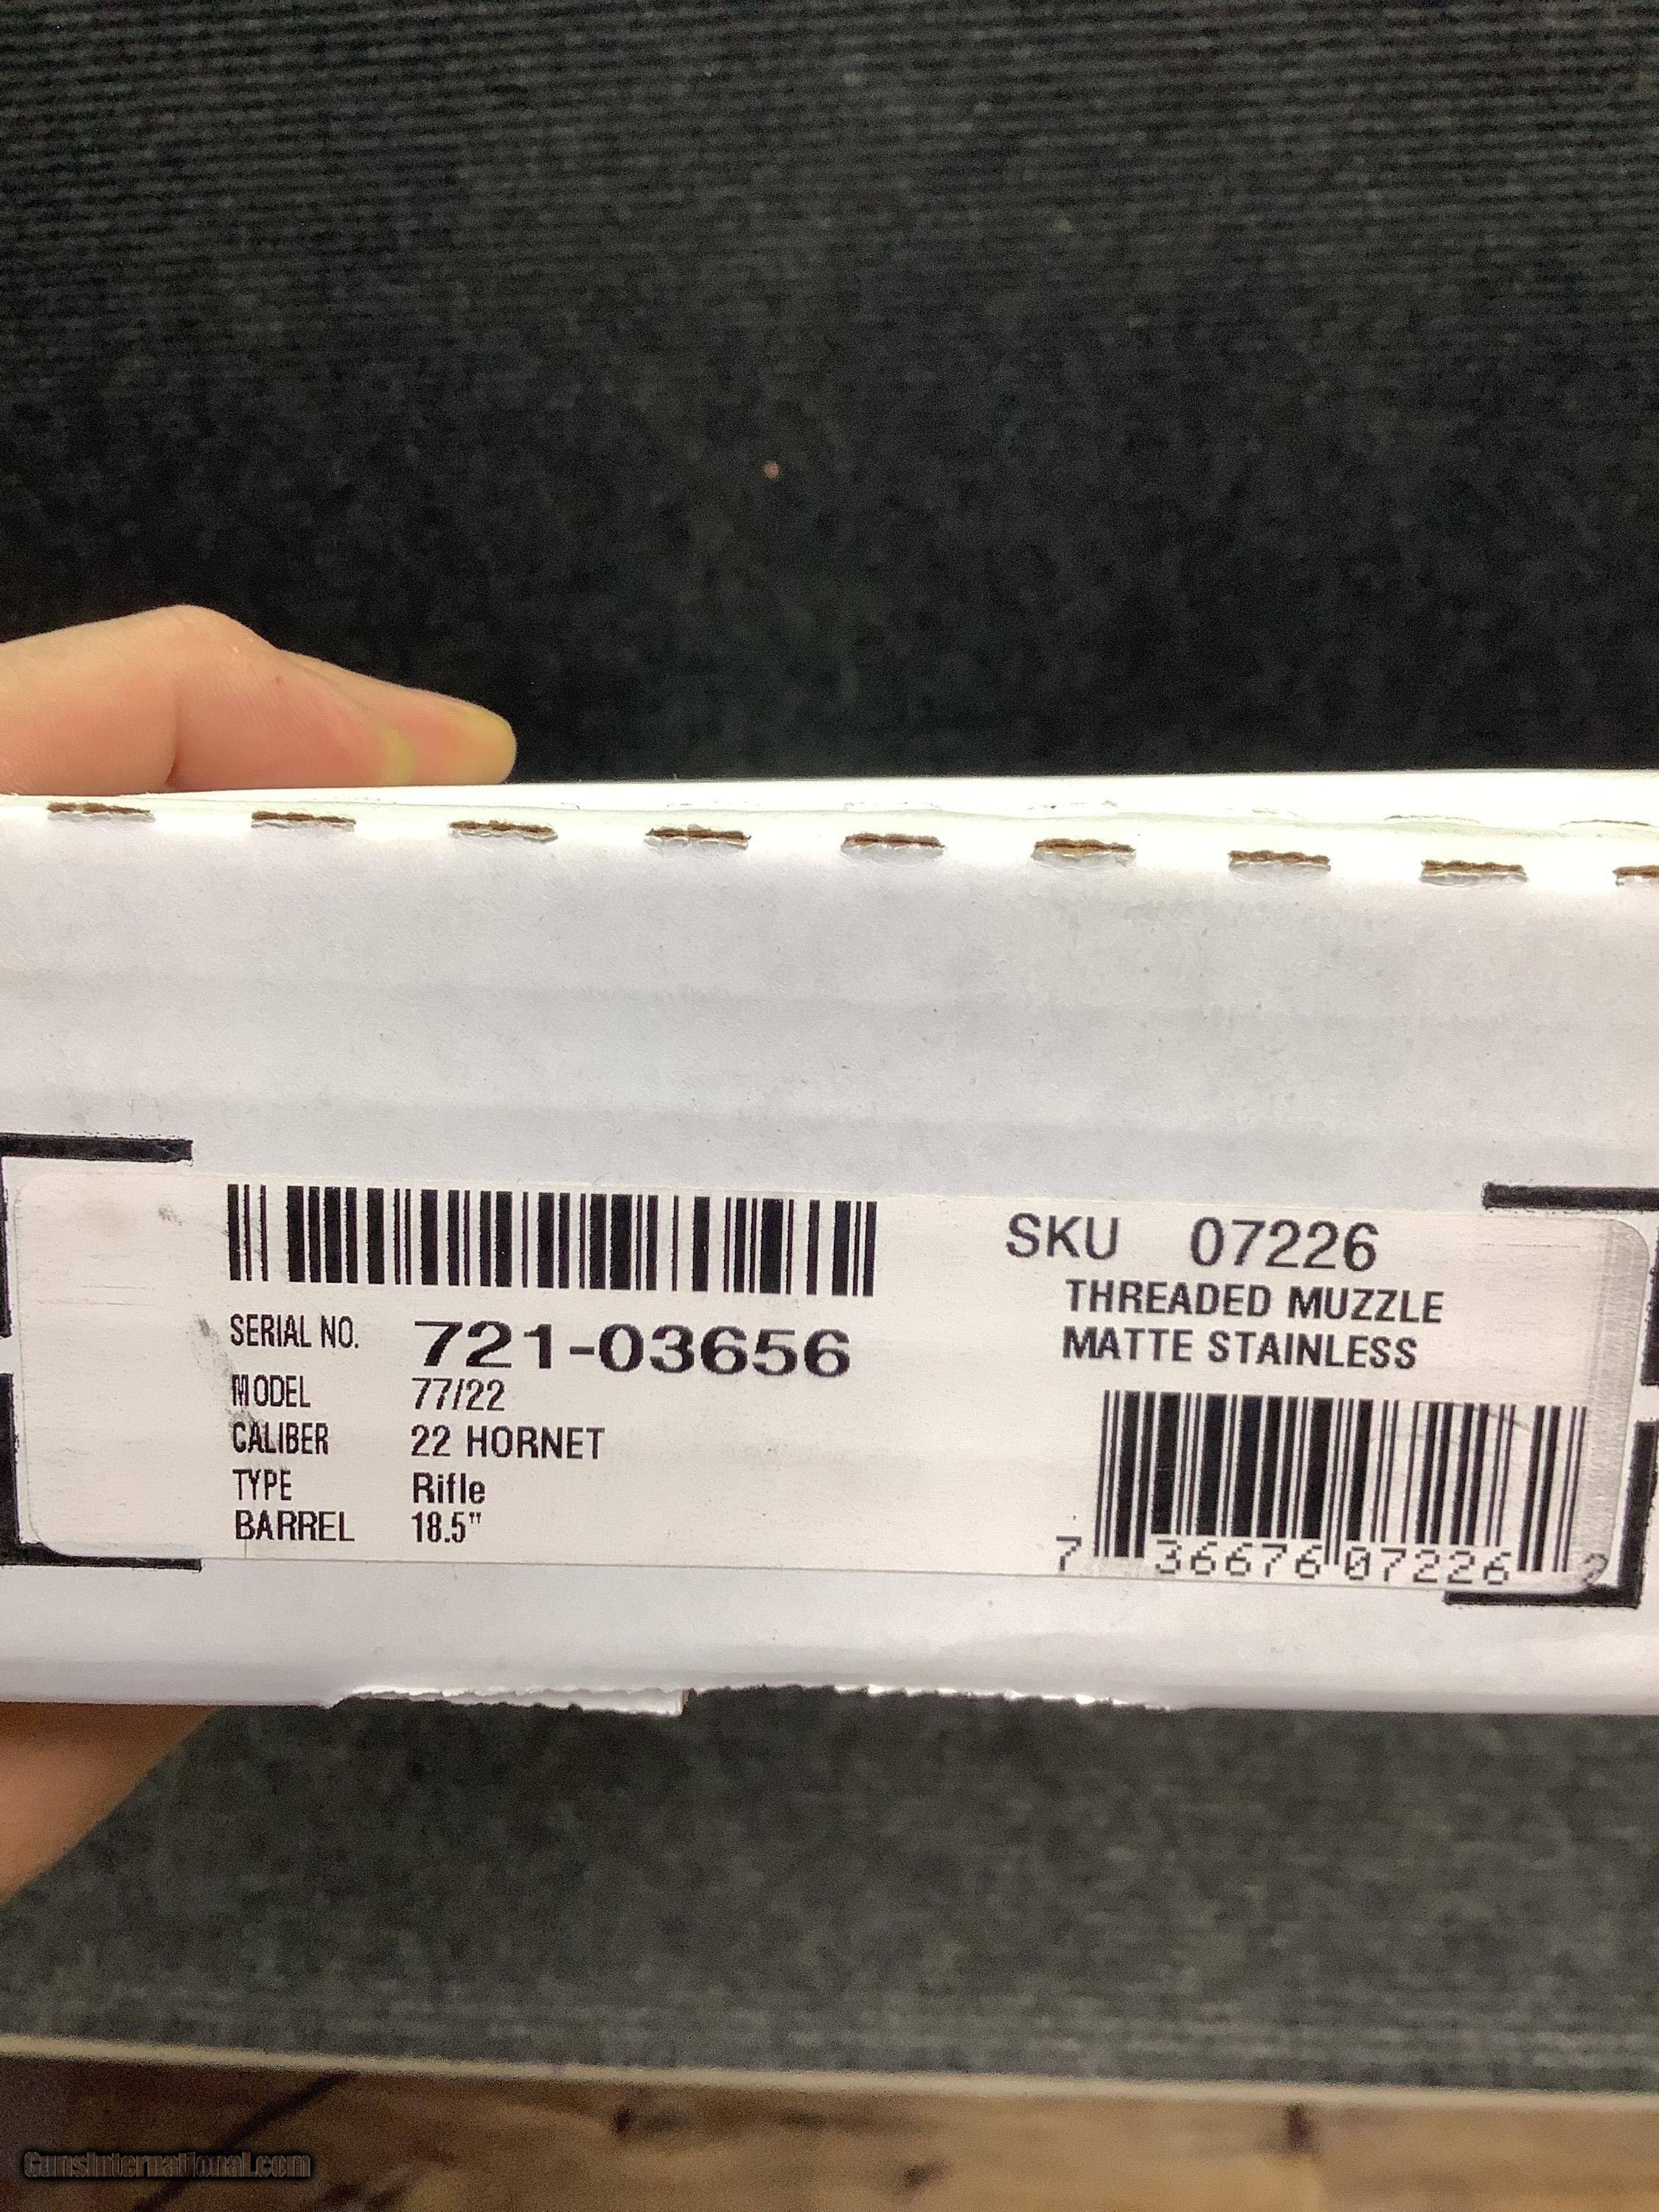 SERIAL NO. 721-03656
MODEL 77/22
CALIBER 22 HORNET
TYPE Rifle
BARREL 18.5"
SKU 07226
THREADED MUZZLE
MATTE STAINLESS
7 36676 07226 2
GunsInternational.com